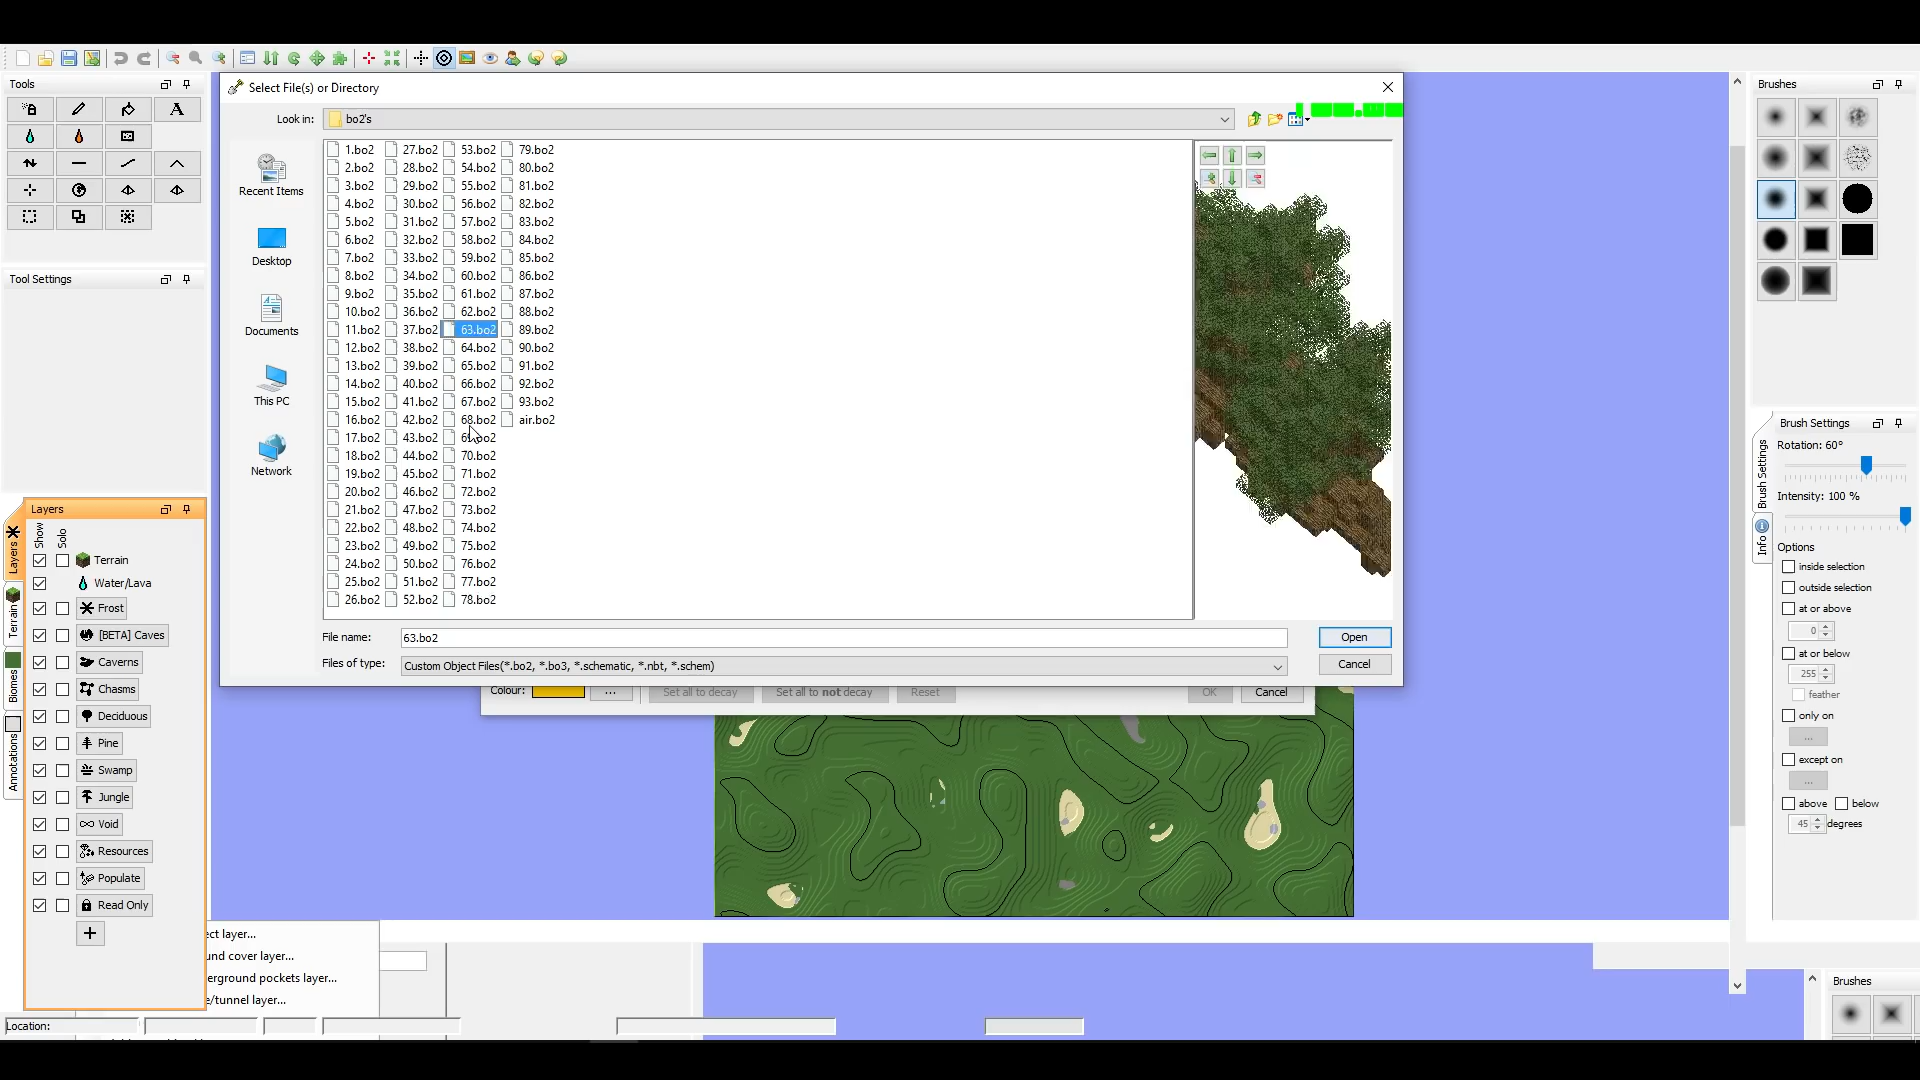 Tools
Tool Settings
Select File(s) or Directory
Look in:
bo2's
Recent Items
Desktop
Documents
This PC
Network
1.bo2 27.bo2 53.bo2 79.bo2
2.bo2 28.bo2 54.bo2 80.bo2
3.bo2 29.bo2 55.bo2 81.bo2
4.bo2 30.bo2 56.bo2 82.bo2
5.bo2 31.bo2 57.bo2 83.bo2
6.bo2 32.bo2 58.bo2 84.bo2
7.bo2 33.bo2 59.bo2 85.bo2
8.bo2 34.bo2 60.bo2 86.bo2
9.bo2 35.bo2 61.bo2 87.bo2
10.bo2 36.bo2 62.bo2 88.bo2
11.bo2 37.bo2 63.bo2 89.bo2
12.bo2 38.bo2 64.bo2 90.bo2
13.bo2 39.bo2 65.bo2 91.bo2
14.bo2 40.bo2 66.bo2 92.bo2
15.bo2 41.bo2 67.bo2 93.bo2
16.bo2 42.bo2 68.bo2 air.bo2
17.bo2 43.bo2
18.bo2 44.bo2 70.bo2
19.bo2 45.bo2 71.bo2
20.bo2 46.bo2 72.bo2
21.bo2 47.bo2 73.bo2
22.bo2 48.bo2 74.bo2
23.bo2 49.bo2 75.bo2
24.bo2 50.bo2 76.bo2
25.bo2 51.bo2 77.bo2
26.bo2 52.bo2 78.bo2
File name: 63.bo2
Open
Files of type: Custom Object Files(*.bo2, *.bo3, *.schematic, *.nbt, *.schem)
Cancel
Colour: ... Set all to decay Set all to not decay Reset OK Cancel
Layers
Show Solo
Terrain
Water/Lava
Frost
[BETA] Caves
Caverns
Chasms
Deciduous
Pine
Swamp
Jungle
Void
Resources
Populate
Read Only
Layers
Terrain
Biomes
Annotations
ect layer...
und cover layer...
erground pockets layer...
e/tunnel layer...
Location:
Brushes
Brush Settings
Info
Brush Settings
Rotation: 60°
Intensity: 100 %
Options
inside selection
outside selection
at or above
0
at or below
255
feather
only on
...
except on
...
above below
45 degrees
Brushes